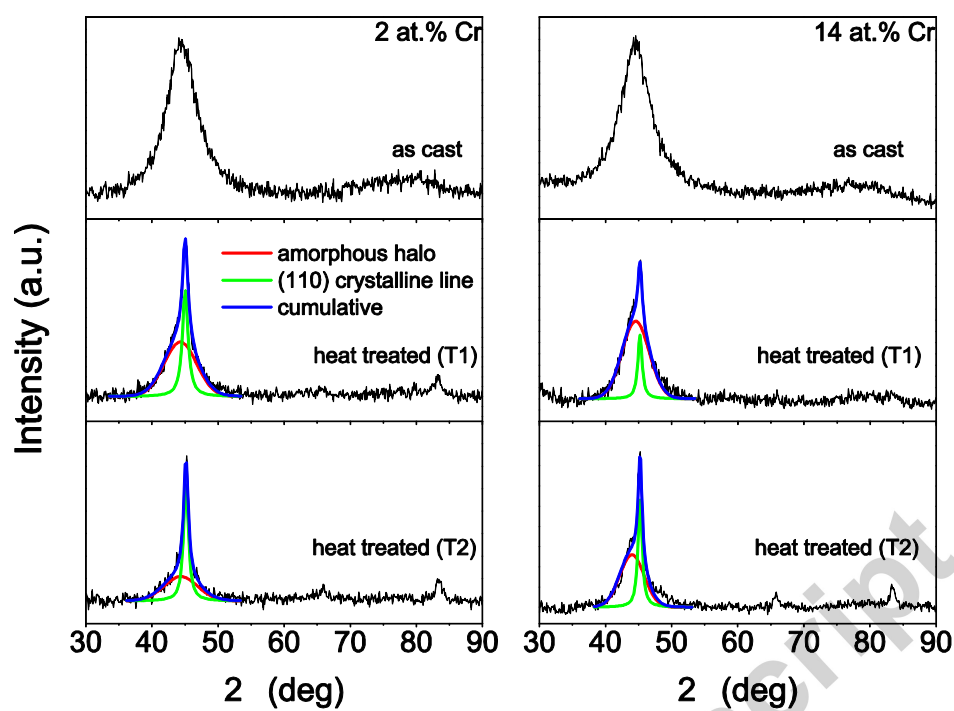 2 at.% Cr
as cast
14 at.% Cr
as cast
Intensity (a.u.)
amorphous halo
(110) crystalline line
cumulative
heat treated (T1)
heat treated (T1)
heat treated (T2)
heat treated (T2)
30 40 50 60 70 80 90
30 40 50 60 70 80 90
2 (deg)
2 (deg)
script